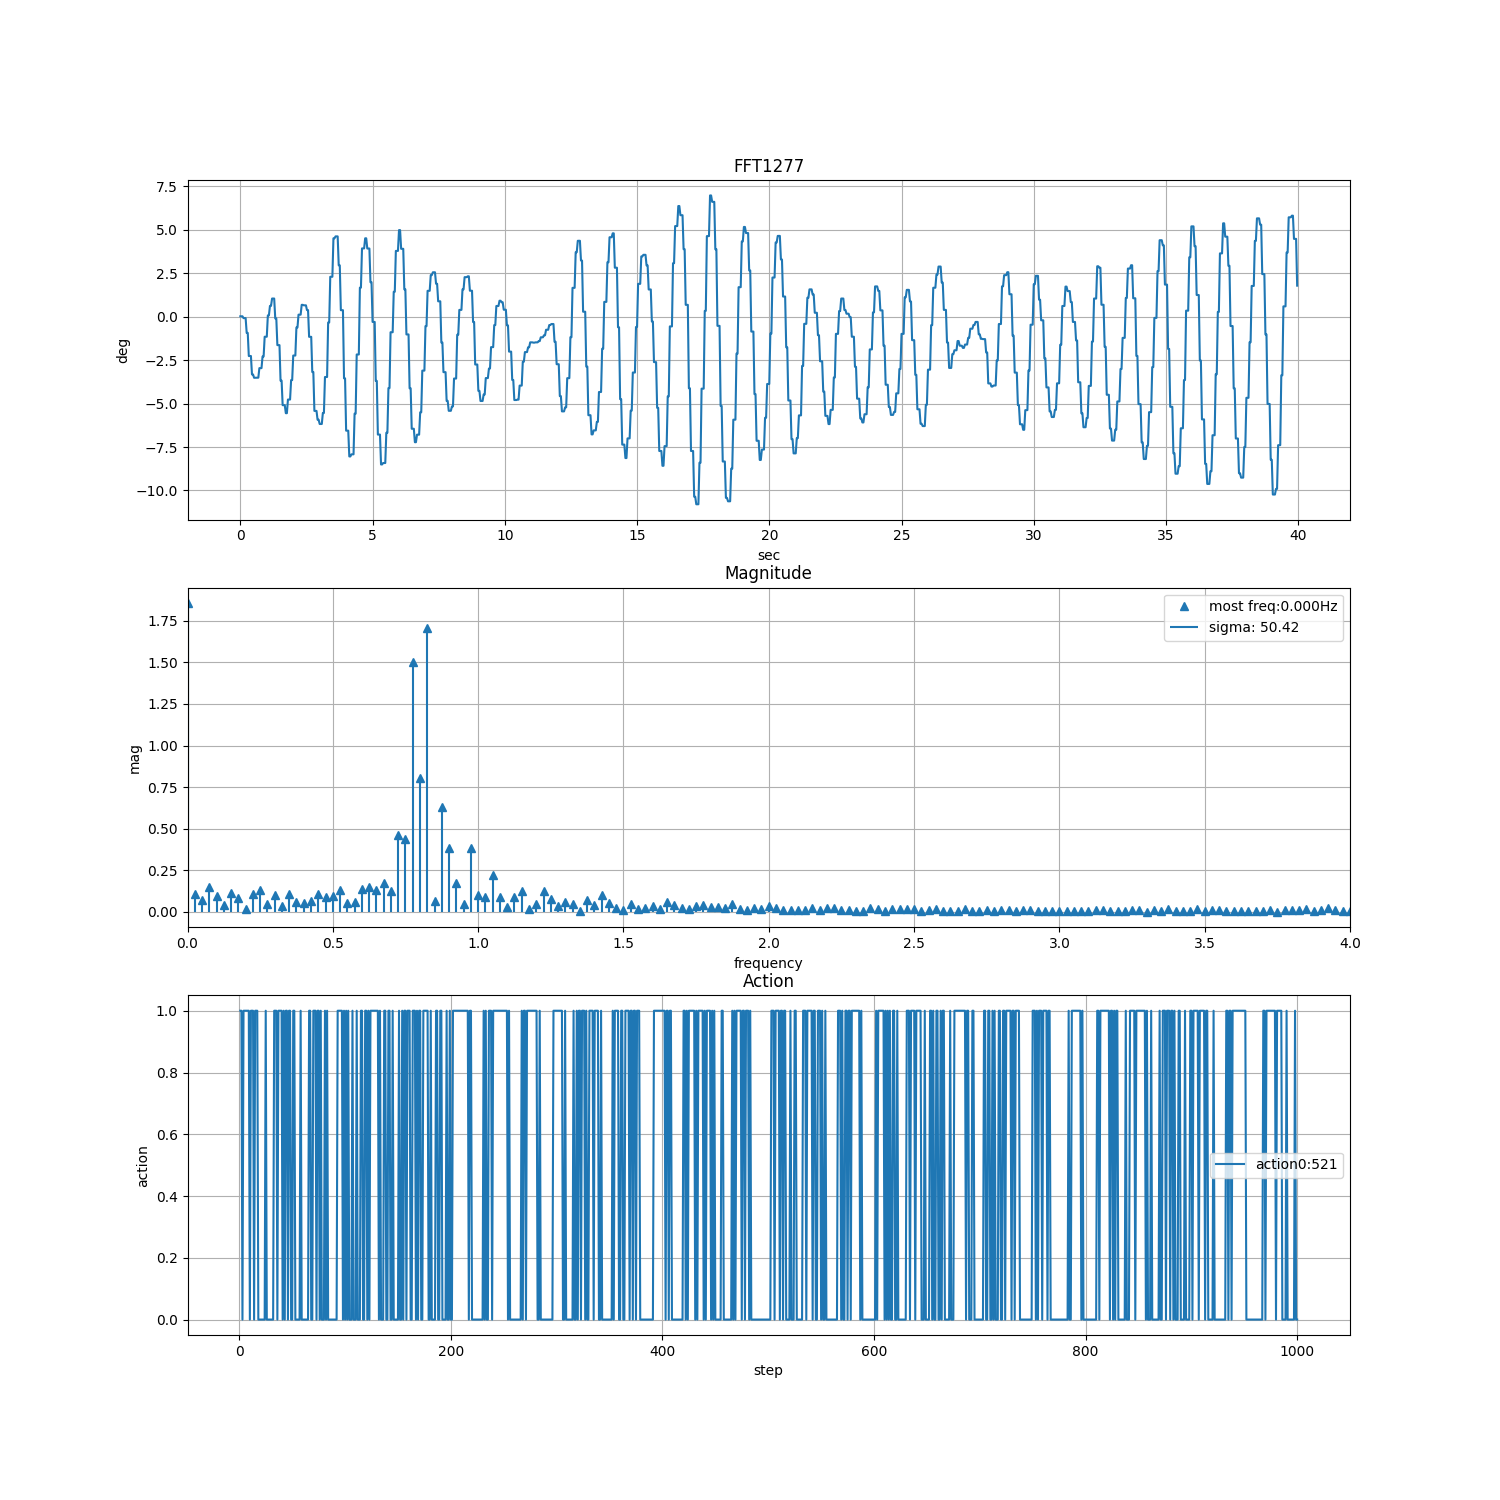 FFT1277
7.5
5.0
2.5
0.0
−2.5
−5.0
−7.5
−10.0
deg
0 5 10 15 20 25 30 35 40
sec
Magnitude
most freq:0.000Hz
sigma: 50.42
1.75
1.50
1.25
1.00
0.75
0.50
0.25
0.00
mag
0.0 0.5 1.0 1.5 2.0 2.5 3.0 3.5 4.0
frequency
Action
1.0
0.8
0.6
0.4
0.2
0.0
action
action0:521
0 200 400 600 800 1000
step